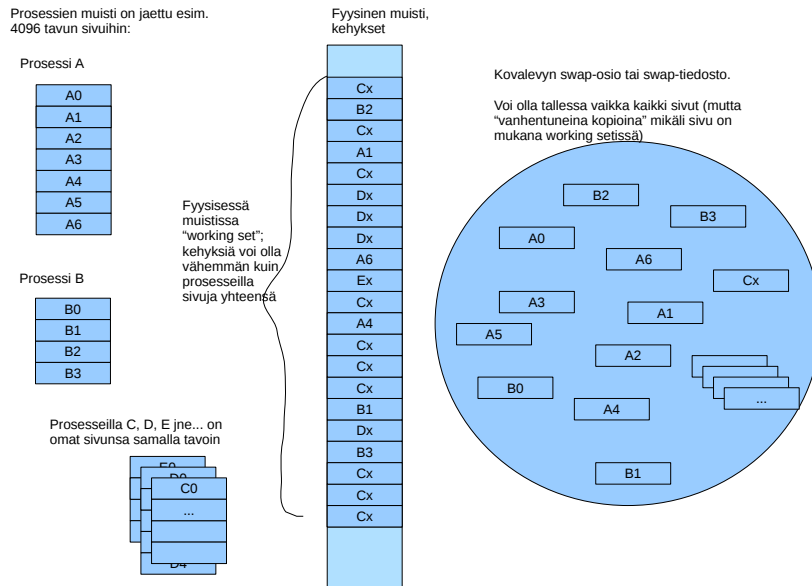 Prosessien muisti on jaettu esim.
4096 tavun sivuihin:
Prosessi A
A0
A1
A2
A3
A4
A5
A6
Prosessi B
B0
B1
B2
B3
Prosesseilla C, D, E jne... on
omat sivunsa samalla tavoin
E0
D0
C0
...
D4
Fyysisessä
muistissa
“working set”;
kehyksiä voi olla
vähemmän kuin
prosesseilla
sivuja yhteensä
Fyysinen muisti,
kehykset
Cx
B2
Cx
A1
Cx
Dx
Dx
Dx
A6
Ex
Cx
A4
Cx
Cx
Cx
B1
Dx
B3
Cx
Cx
Cx
Kovalevyn swap-osio tai swap-tiedosto.
Voi olla tallessa vaikka kaikki sivut (mutta
“vanhentuneina kopioina” mikäli sivu on
mukana working setissä)
B2
B3
A0
A6
Cx
A3
A1
A5
A2
B0
...
A4
B1